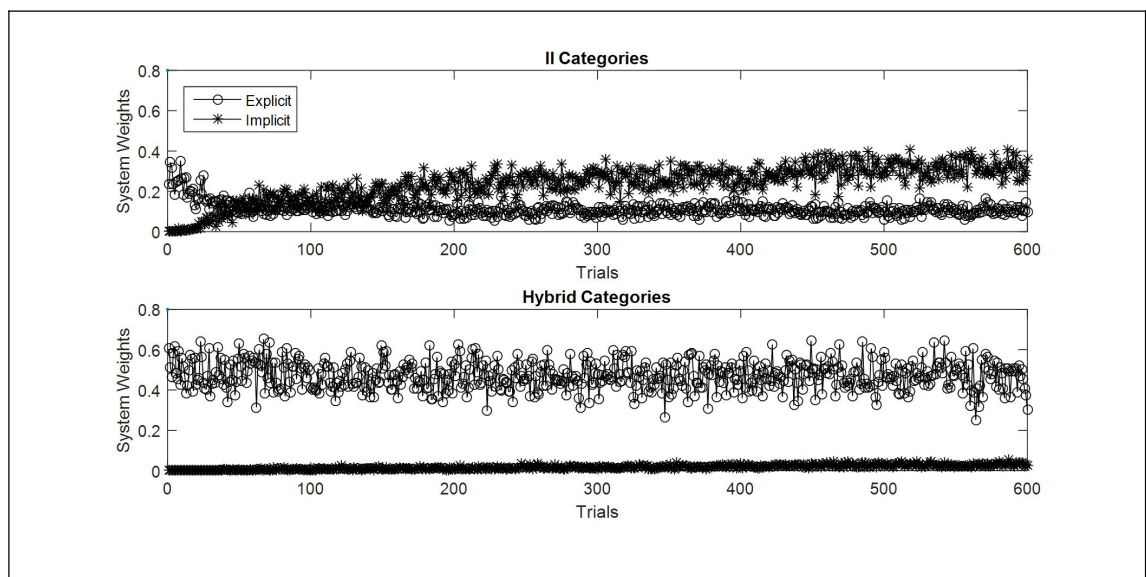 II Categories
0.8
0.6
0.4
0.2
0
System Weights
Explicit
Implicit
0 100 200 300 400 500 600
Trials
Hybrid Categories
0.8
0.6
0.4
0.2
0
System Weights
0 100 200 300 400 500 600
Trials